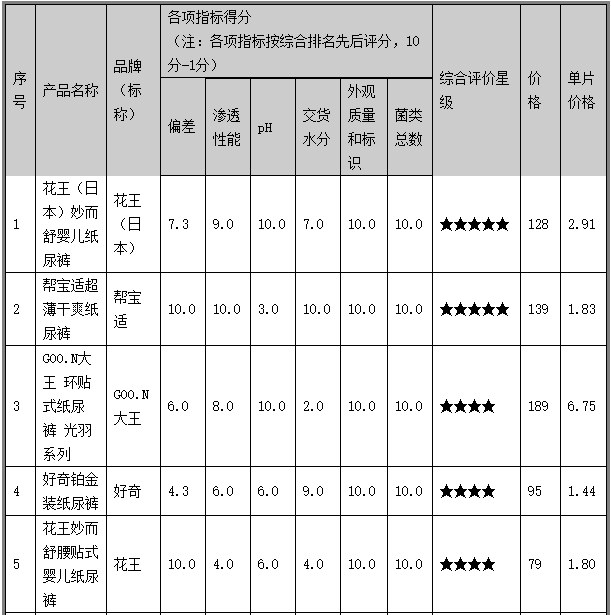 序号
产品名称
品牌（标称）
各项指标得分
（注：各项指标按综合排名先后评分，10
分-1分）
偏差
渗透性能
pH
交货水分
外观质量和标识
菌类总数
综合评价星级
价格
单片价格
1
花王（日
本）妙而
舒婴儿纸
尿裤
花王
（日
本）
7.3
9.0
10.0
7.0
10.0
10.0
★★★★★
128
2.91
2
帮宝适超
薄干爽纸
尿裤
帮宝
适
10.0
10.0
3.0
10.0
10.0
10.0
★★★★★
139
1.83
3
GOO.N大
王 环贴
式纸尿
裤 光羽
系列
GOO.N
大王
6.0
8.0
10.0
2.0
10.0
10.0
★★★★
189
6.75
4
好奇铂金
装纸尿裤
好奇
4.3
6.0
6.0
9.0
10.0
10.0
★★★★
95
1.44
5
花王妙而
舒腰贴式
婴儿纸尿
裤
花王
10.0
4.0
6.0
4.0
10.0
10.0
★★★★
79
1.80